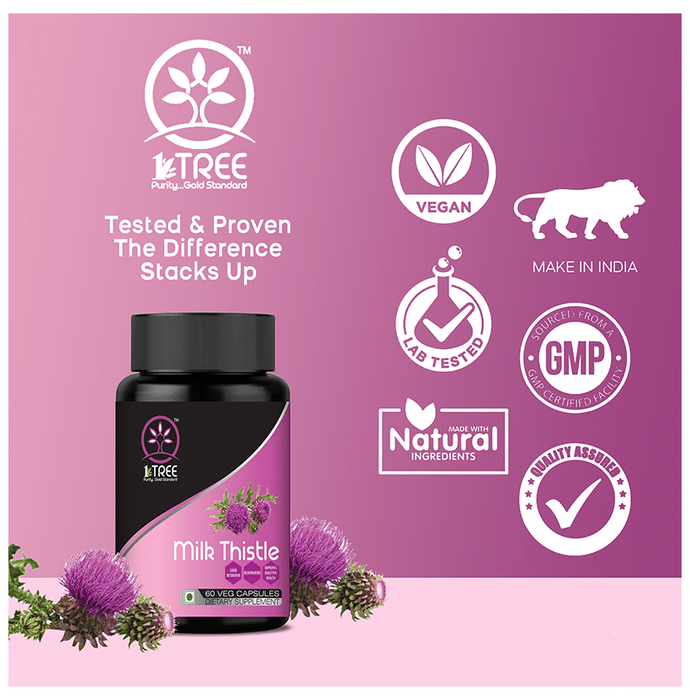 TM
1TREE
Purity...Gold Standard
Tested & Proven
The Difference
Stacks Up
VEGAN
MAKE IN INDIA
LAB TESTED
SOURCED FROM A
GMP
GMP CERTIFIED FACILITY
MADE WITH
Natural
INGREDIENTS
QUALITY ASSURED
TM
1TREE
Purity...Gold Standard
Milk Thistle
60 VEG CAPSULES
DIETARY SUPPLEMENT